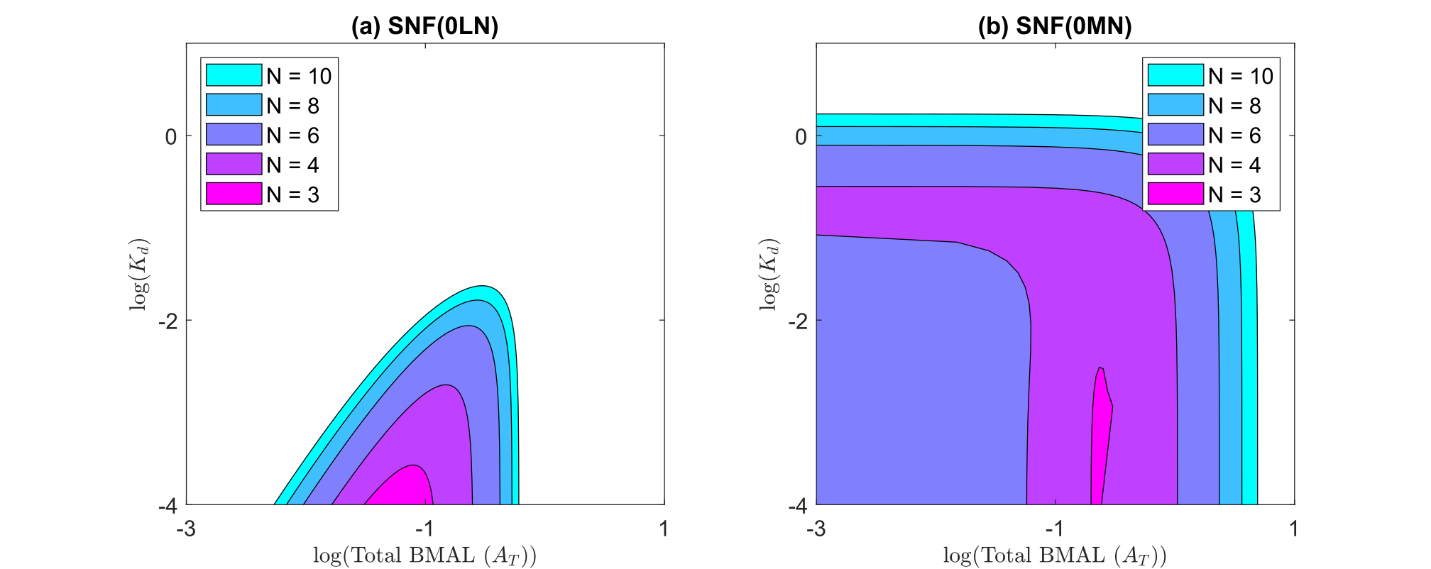 (a) SNF(0LN)
N = 10
N = 8
N = 6
N = 4
N = 3
0
-2
-4
-3
-1
1
log(K_d)
log(Total BMAL (A_T))
(b) SNF(0MN)
N = 10
N = 8
N = 6
N = 4
N = 3
0
-2
-4
-3
-1
1
log(K_d)
log(Total BMAL (A_T))